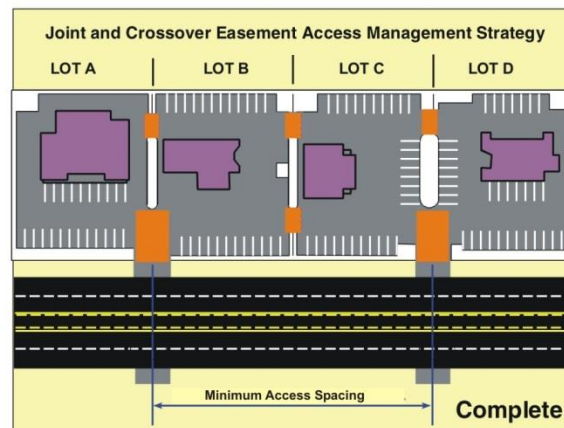 Joint and Crossover Easement Access Management Strategy
LOT A LOT B LOT C LOT D
Minimum Access Spacing
Complete